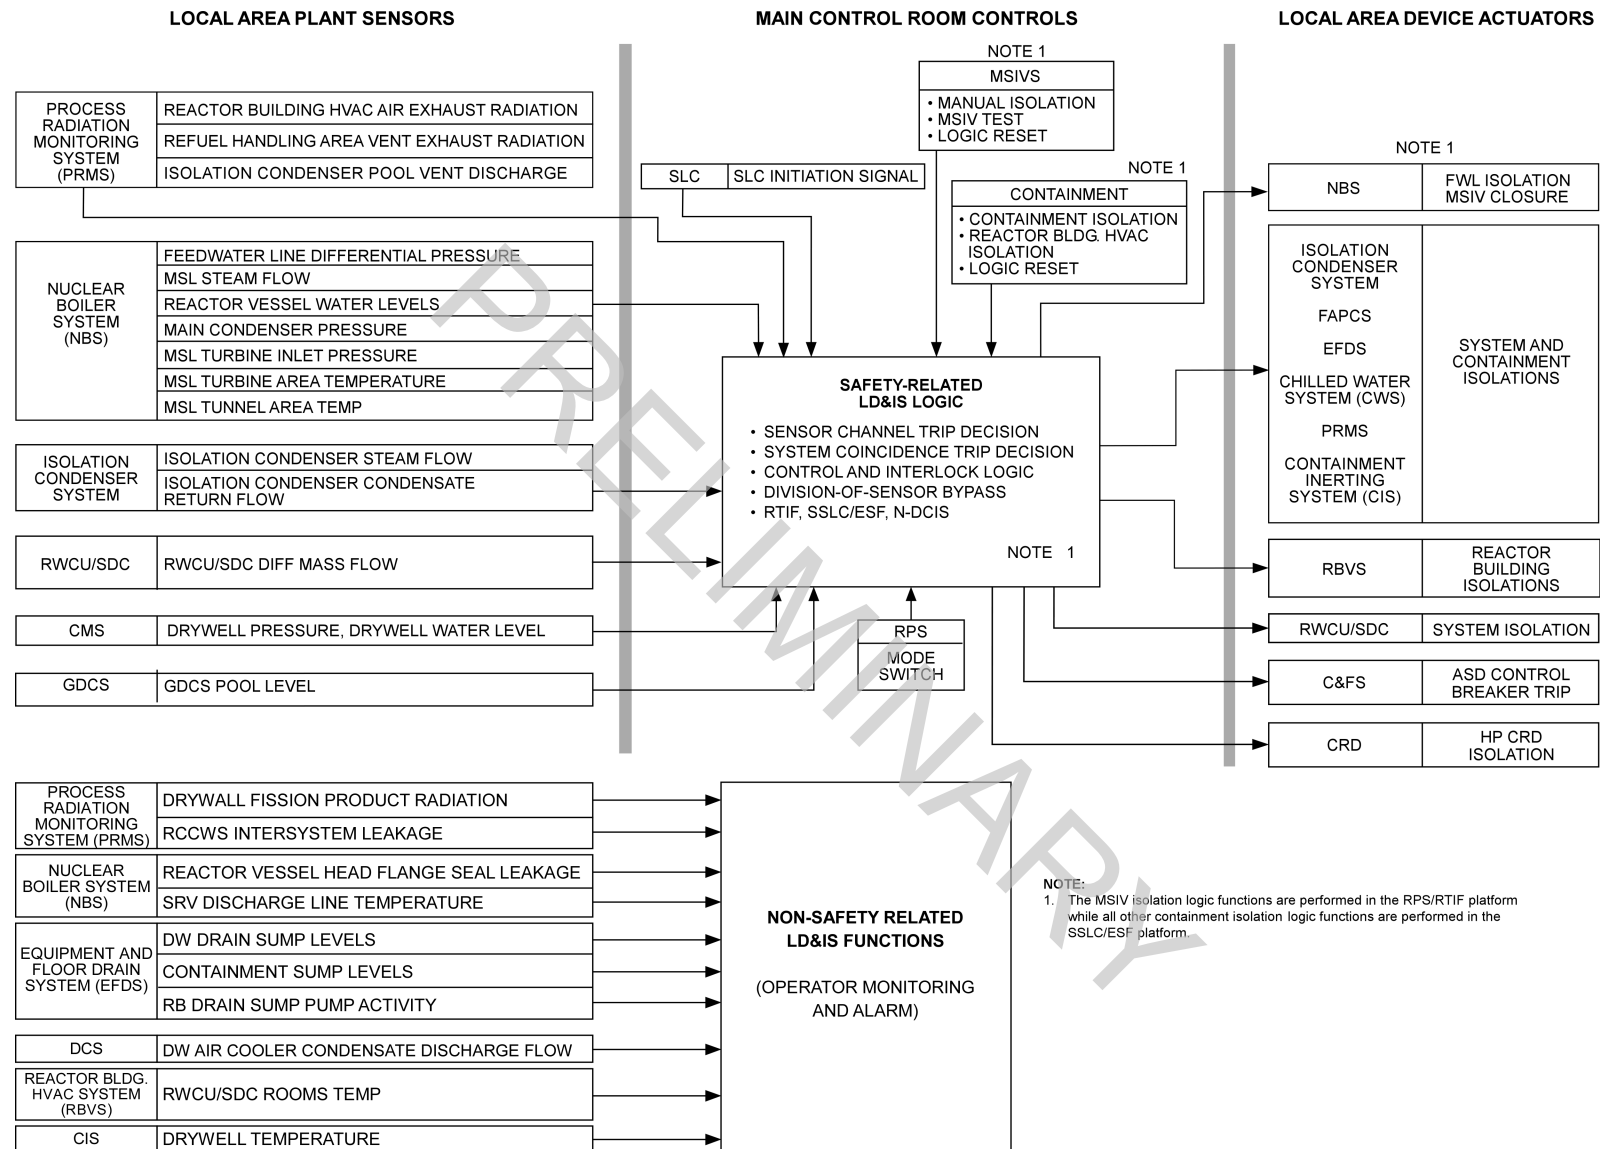 LOCAL AREA PLANT SENSORS
MAIN CONTROL ROOM CONTROLS
LOCAL AREA DEVICE ACTUATORS
PROCESS
RADIATION
MONITORING
SYSTEM
(PRMS)
REACTOR BUILDING HVAC AIR EXHAUST RADIATION
REFUEL HANDLING AREA VENT EXHAUST RADIATION
ISOLATION CONDENSER POOL VENT DISCHARGE
NUCLEAR
BOILER
SYSTEM
(NBS)
FEEDWATER LINE DIFFERENTIAL PRESSURE
MSL STEAM FLOW
REACTOR VESSEL WATER LEVELS
MAIN CONDENSER PRESSURE
MSL TURBINE INLET PRESSURE
MSL TURBINE AREA TEMPERATURE
MSL TUNNEL AREA TEMP
ISOLATION
CONDENSER
SYSTEM
ISOLATION CONDENSER STEAM FLOW
ISOLATION CONDENSER CONDENSATE
RETURN FLOW
RWCU/SDC
RWCU/SDC DIFF MASS FLOW
CMS
DRYWELL PRESSURE, DRYWELL WATER LEVEL
GDCS
GDCS POOL LEVEL
NOTE 1
MSIVS
• MANUAL ISOLATION
• MSIV TEST
• LOGIC RESET
SLC
SLC INITIATION SIGNAL
NOTE 1
CONTAINMENT
• CONTAINMENT ISOLATION
• REACTOR BLDG. HVAC
ISOLATION
• LOGIC RESET
SAFETY-RELATED
LD&IS LOGIC
• SENSOR CHANNEL TRIP DECISION
• SYSTEM COINCIDENCE TRIP DECISION
• CONTROL AND INTERLOCK LOGIC
• DIVISION-OF-SENSOR BYPASS
• RTIF, SSLC/ESF, N-DCIS
NOTE 1
RPS
MODE
SWITCH
NOTE 1
NBS
FWL ISOLATION
MSIV CLOSURE
ISOLATION
CONDENSER
SYSTEM
FAPCS
EFDS
CHILLED WATER
SYSTEM (CWS)
PRMS
CONTAINMENT
INERTING
SYSTEM (CIS)
SYSTEM AND
CONTAINMENT
ISOLATIONS
RBVS
REACTOR
BUILDING
ISOLATIONS
RWCU/SDC
SYSTEM ISOLATION
C&FS
ASD CONTROL
BREAKER TRIP
CRD
HP CRD
ISOLATION
PROCESS
RADIATION
MONITORING
SYSTEM (PRMS)
DRYWALL FISSION PRODUCT RADIATION
RCCWS INTERSYSTEM LEAKAGE
NUCLEAR
BOILER SYSTEM
(NBS)
REACTOR VESSEL HEAD FLANGE SEAL LEAKAGE
SRV DISCHARGE LINE TEMPERATURE
EQUIPMENT AND
FLOOR DRAIN
SYSTEM (EFDS)
DW DRAIN SUMP LEVELS
CONTAINMENT SUMP LEVELS
RB DRAIN SUMP PUMP ACTIVITY
DCS
DW AIR COOLER CONDENSATE DISCHARGE FLOW
REACTOR BLDG.
HVAC SYSTEM
(RBVS)
RWCU/SDC ROOMS TEMP
CIS
DRYWELL TEMPERATURE
NON-SAFETY RELATED
LD&IS FUNCTIONS
(OPERATOR MONITORING
AND ALARM)
NOTE:
1. The MSIV isolation logic functions are performed in the RPS/RTIF platform
while all other containment isolation logic functions are performed in the
SSLC/ESF platform.
PRELIMINARY